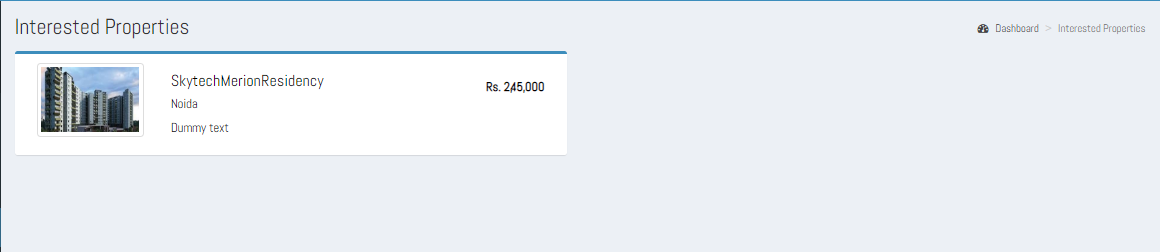 Interested Properties
Dashboard > Interested Properties
SkytechMerionResidency
Rs. 2,45,000
Noida
Dummy text